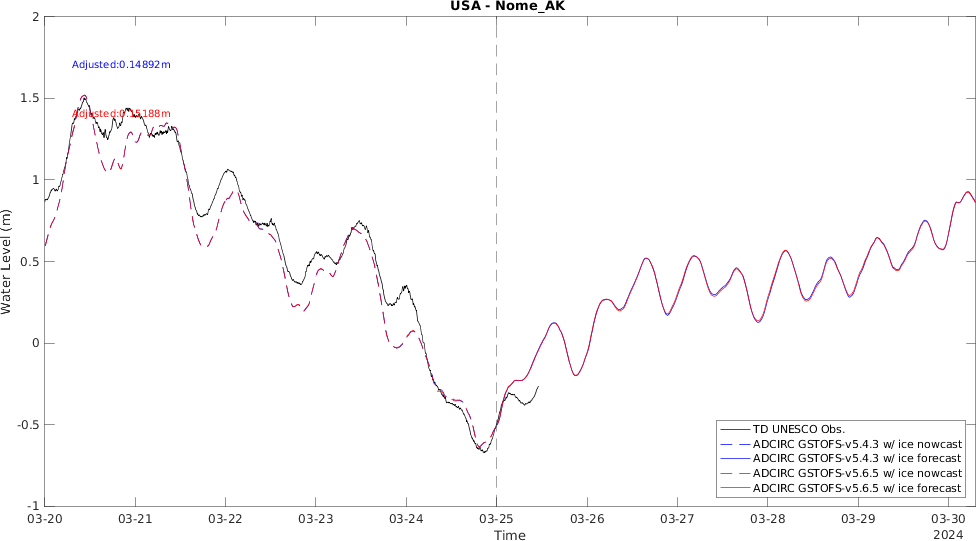 USA - Nome_AK
2
Adjusted:0.14892m
1.5
Adjusted:0.15188m
1
0.5
0
-0.5
-1
Water Level (m)
TD UNESCO Obs.
ADCIRC GSTOFS-v5.4.3 w/ ice nowcast
ADCIRC GSTOFS-v5.4.3 w/ ice forecast
ADCIRC GSTOFS-v5.6.5 w/ ice nowcast
ADCIRC GSTOFS-v5.6.5 w/ ice forecast
03-20 03-21 03-22 03-23 03-24 03-25 03-26 03-27 03-28 03-29 03-30
Time
2024